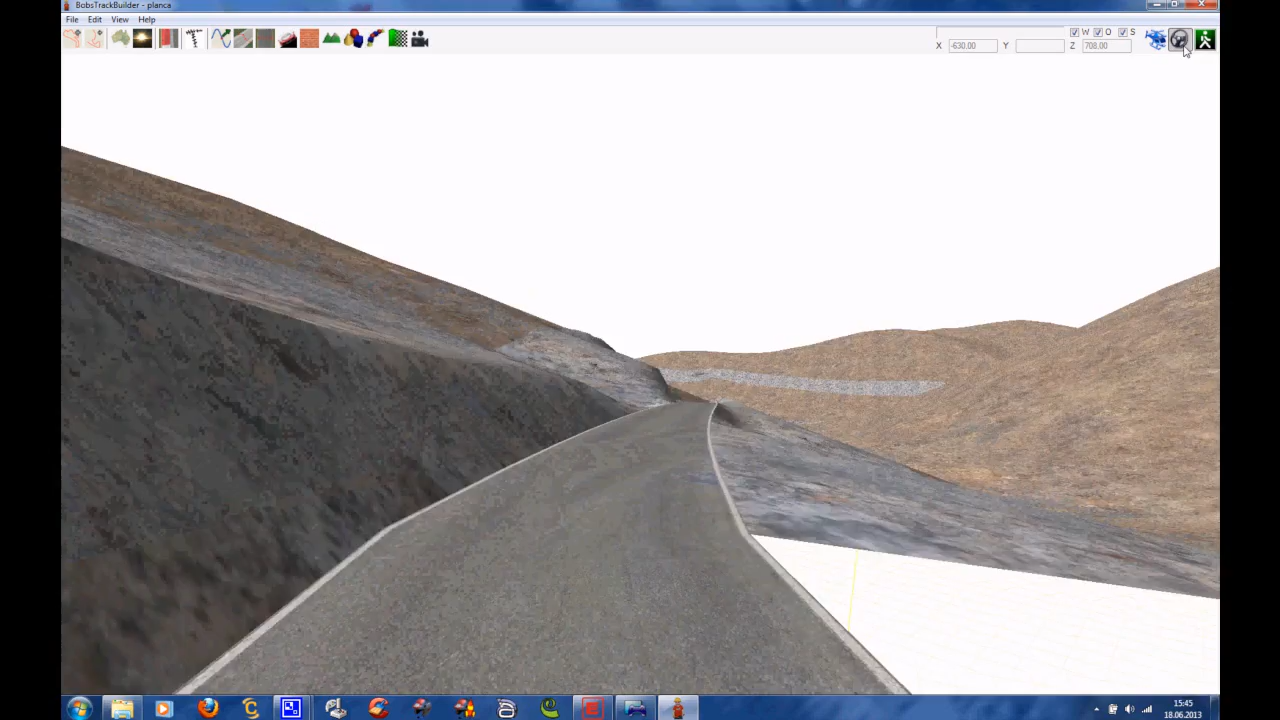 BobsTrackBuilder - planca
File Edit View Help
W O S
X -630.00 Y Z 708.00
15:45
18.06.2013